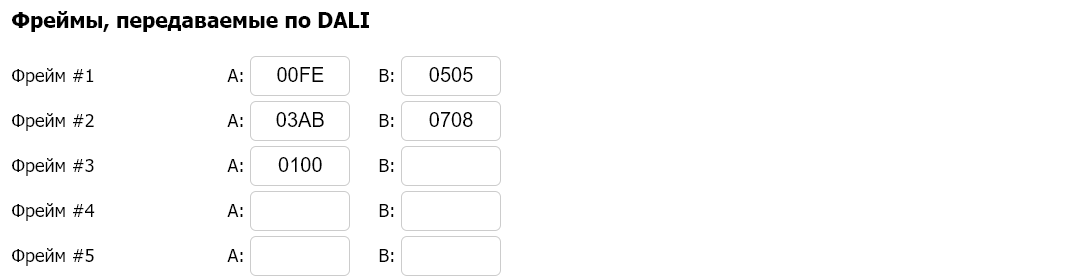 Фреймы, передаваемые по DALI
Фрейм #1 A: 00FE B: 0505
Фрейм #2 A: 03AB B: 0708
Фрейм #3 A: 0100 B:
Фрейм #4 A: B:
Фрейм #5 A: B: